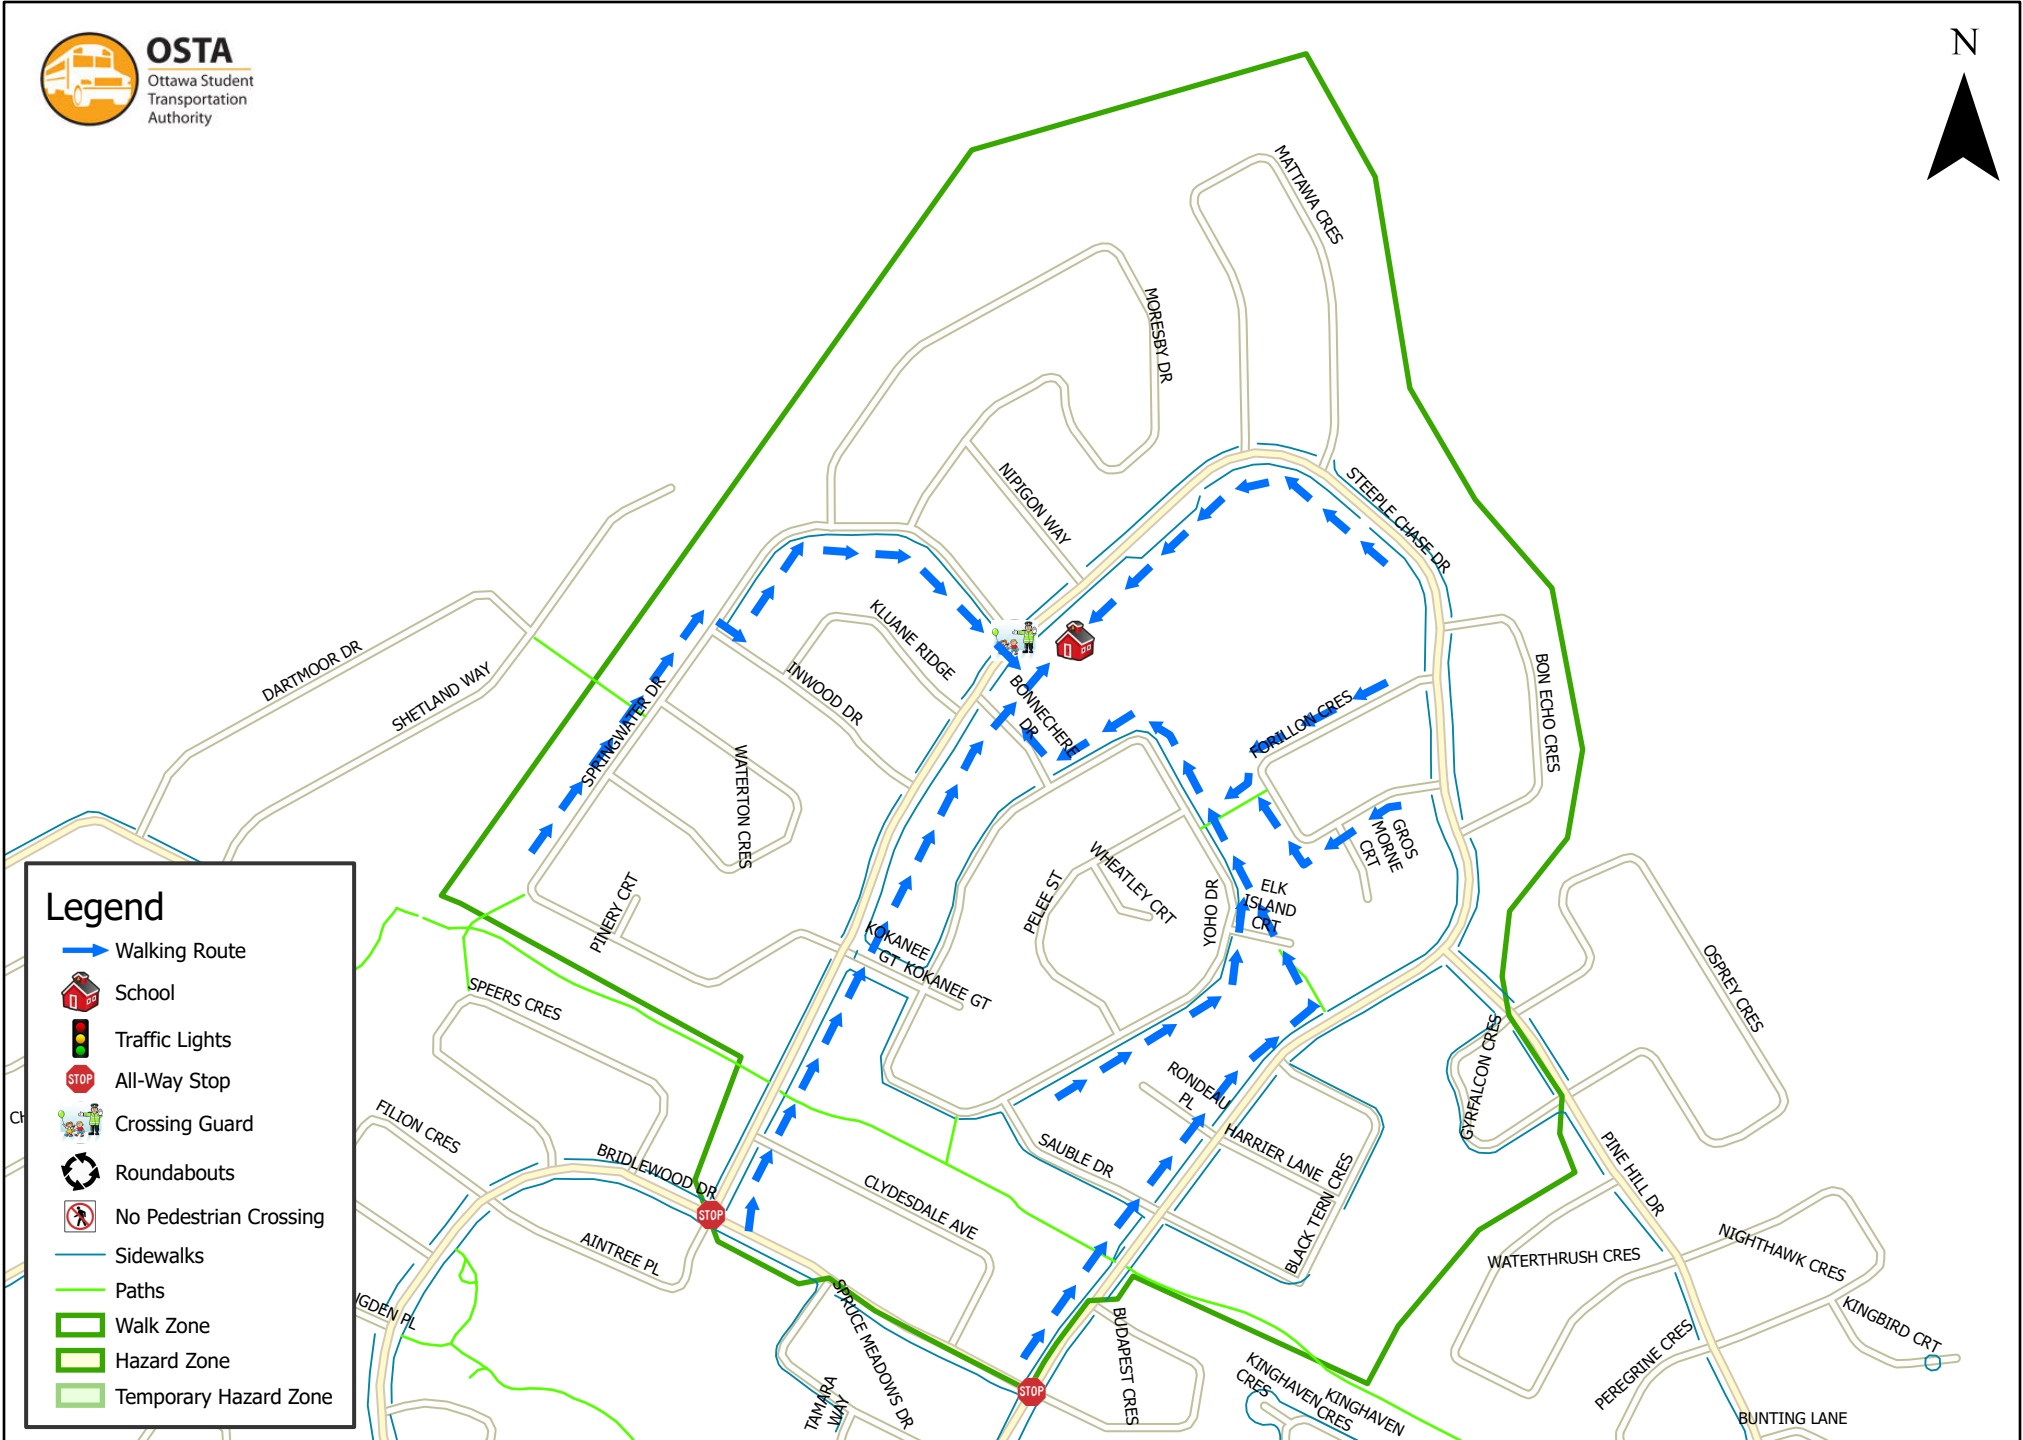 OSTA
Ottawa Student
Transportation
Authority
N
MATTAWA CRES
MORESBY DR
NIPIGON WAY
STEEPLE CHASE DR
KLUANE RIDGE
DARTMOOR DR
SHETLAND WAY
SPRINGWATER DR
INWOOD DR
BONNECHERE
DR
FORILLON CRES
BON ECHO CRES
WATERTON CRES
GROS
MORNE
CRT
WHEATLEY CRT
PELEE ST
YOHO DR
ELK
ISLAND
CRT
PINERY CRT
KOKANEE
GT
KOKANEE GT
OSPREY CRES
SPEERS CRES
GYRFALCON CRES
RONDEAU
PL
FILION CRES
SAUBLE DR
HARRIER LANE
BLACK TERN CRES
PINE HILL DR
BRIDLEWOOD DR
CLYDESDALE AVE
AINTREE PL
WATERTHRUSH CRES
NIGHTHAWK CRES
KINGBIRD CRT
SPRUCE MEADOWS DR
BUDAPEST CRES
PEREGRINE CRES
TAMARA
WAY
KINGHAVEN
CRES
KINGHAVEN
CRES
BUNTING LANE
IGDEN PL
CH
STOP
STOP
Legend
Walking Route
School
Traffic Lights
STOP
All-Way Stop
Crossing Guard
Roundabouts
No Pedestrian Crossing
Sidewalks
Paths
Walk Zone
Hazard Zone
Temporary Hazard Zone